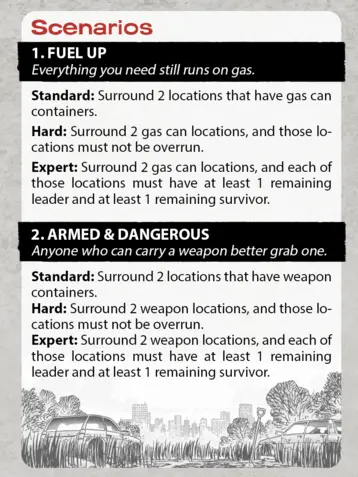 Scenarios
1. FUEL UP
Everything you need still runs on gas.
Standard: Surround 2 locations that have gas can
containers.
Hard: Surround 2 gas can locations, and those lo-
cations must not be overrun.
Expert: Surround 2 gas can locations, and each of
those locations must have at least 1 remaining
leader and at least 1 remaining survivor.
2. ARMED & DANGEROUS
Anyone who can carry a weapon better grab one.
Standard: Surround 2 locations that have weapon
containers.
Hard: Surround 2 weapon locations, and those lo-
cations must not be overrun.
Expert: Surround 2 weapon locations, and each of
those locations must have at least 1 remaining
leader and at least 1 remaining survivor.